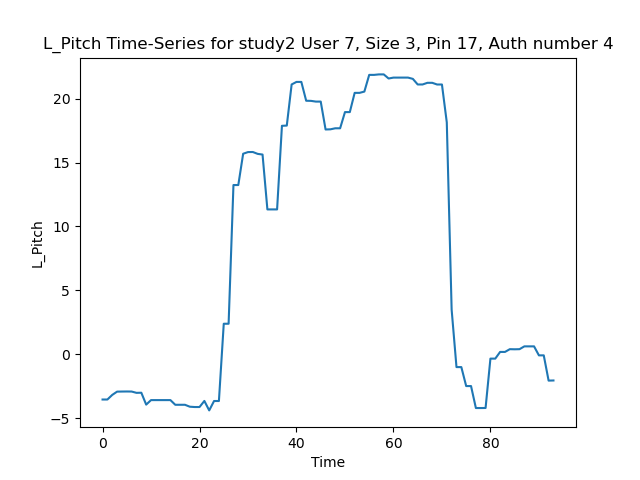 L_Pitch Time-Series for study2 User 7, Size 3, Pin 17, Auth number 4
20
15
10
5
0
−5
L_Pitch
0 20 40 60 80
Time